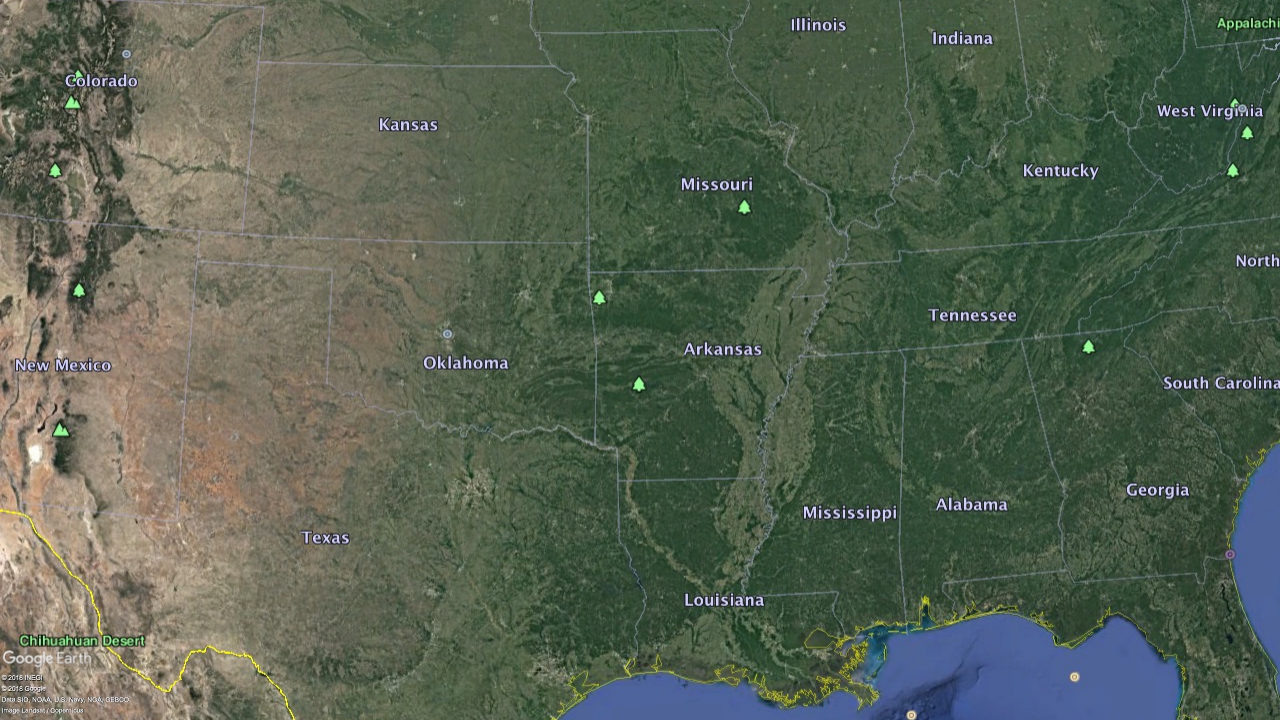 Illinois
Appalachi
Indiana
Colorado
West Virginia
Kansas
Kentucky
Missouri
North
Tennessee
Arkansas
Oklahoma
New Mexico
South Carolina
Georgia
Mississippi
Alabama
Texas
Louisiana
Chihuahuan Desert
Google Earth
© 2018 INEGI
© 2018 Google
Data SIO, NOAA, U.S. Navy, NGA, GEBCO
Image Landsat / Copernicus